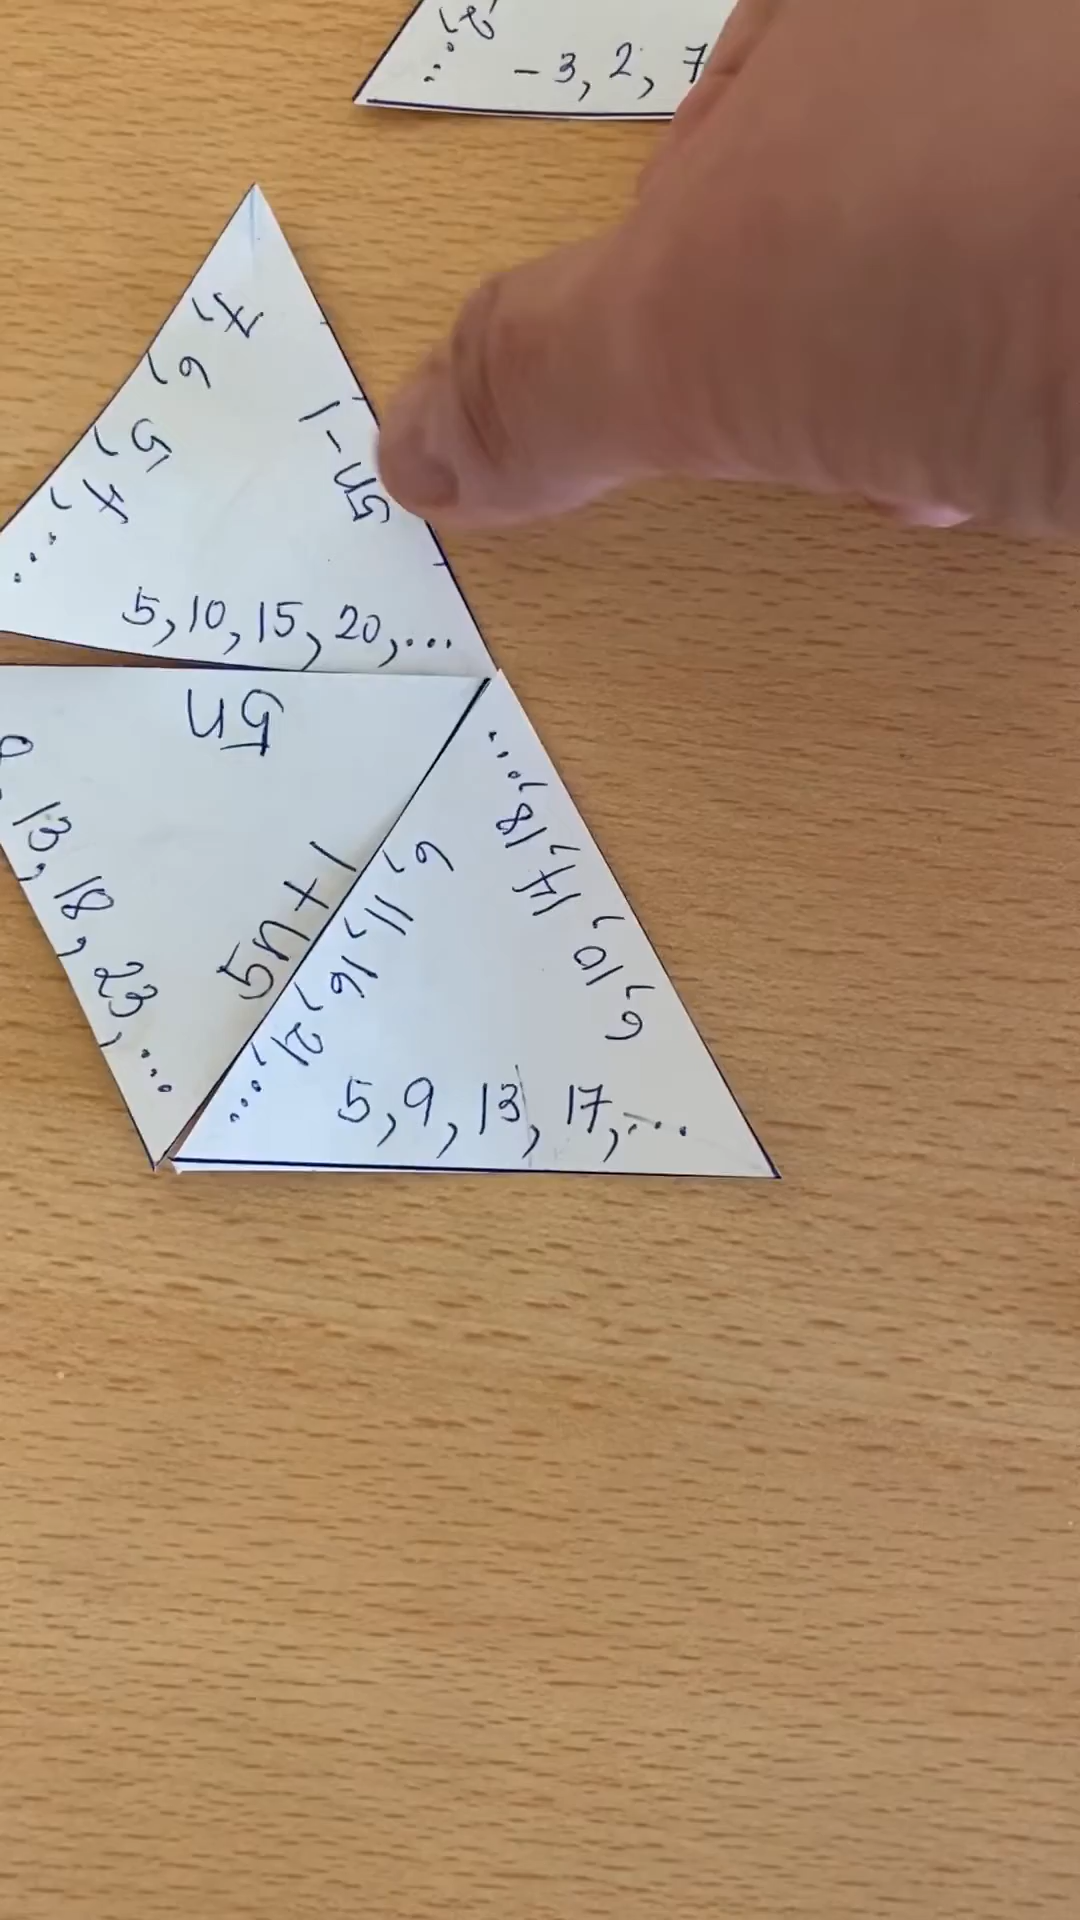 -3, 2, 7
7, 6, 5, 4, ...
5n-1
5, 10, 15, 20, ...
5n
13, 18, 23, ...
5n+1
6, 11, 16, 21, ...
6, 10, 14, 18, ...
5, 9, 13, 17, ...